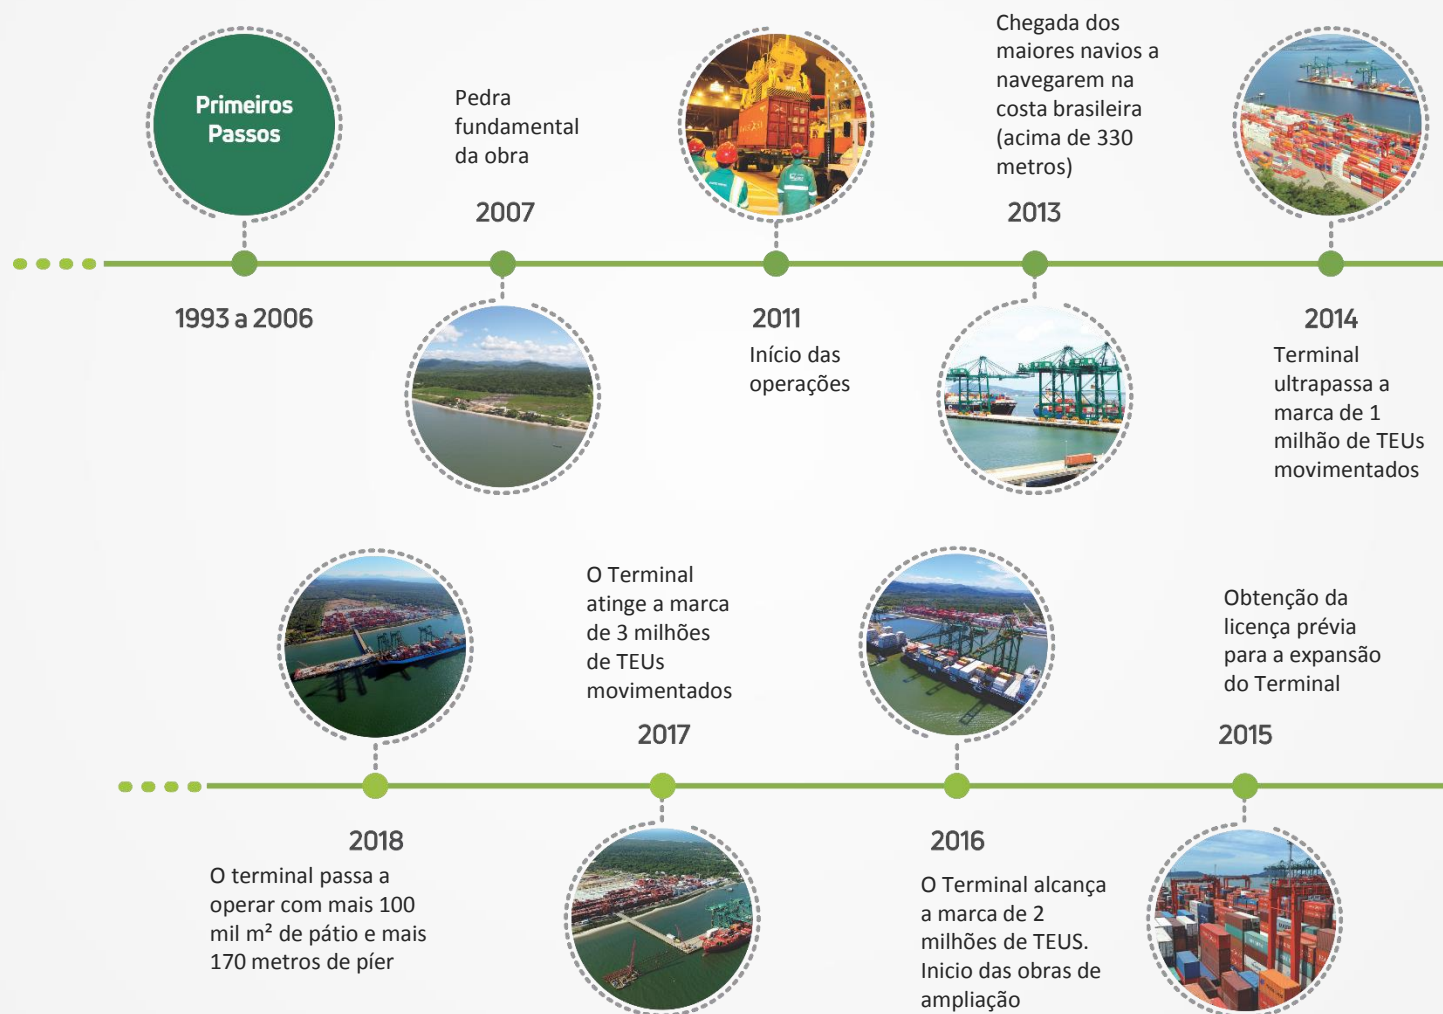 Primeiros
Passos
1993 a 2006
Pedra
fundamental
da obra
2007
2011
Início das
operações
Chegada dos
maiores navios a
navegarem na
costa brasileira
(acima de 330
metros)
2013
2014
Terminal
ultrapassa a
marca de 1
milhão de TEUs
movimentados
Obtenção da
licença prévia
para a expansão
do Terminal
2015
2016
O Terminal alcança
a marca de 2
milhões de TEUS.
Inicio das obras de
ampliação
O Terminal
atinge a marca
de 3 milhões
de TEUs
movimentados
2017
2018
O terminal passa a
operar com mais 100
mil m² de pátio e mais
170 metros de píer